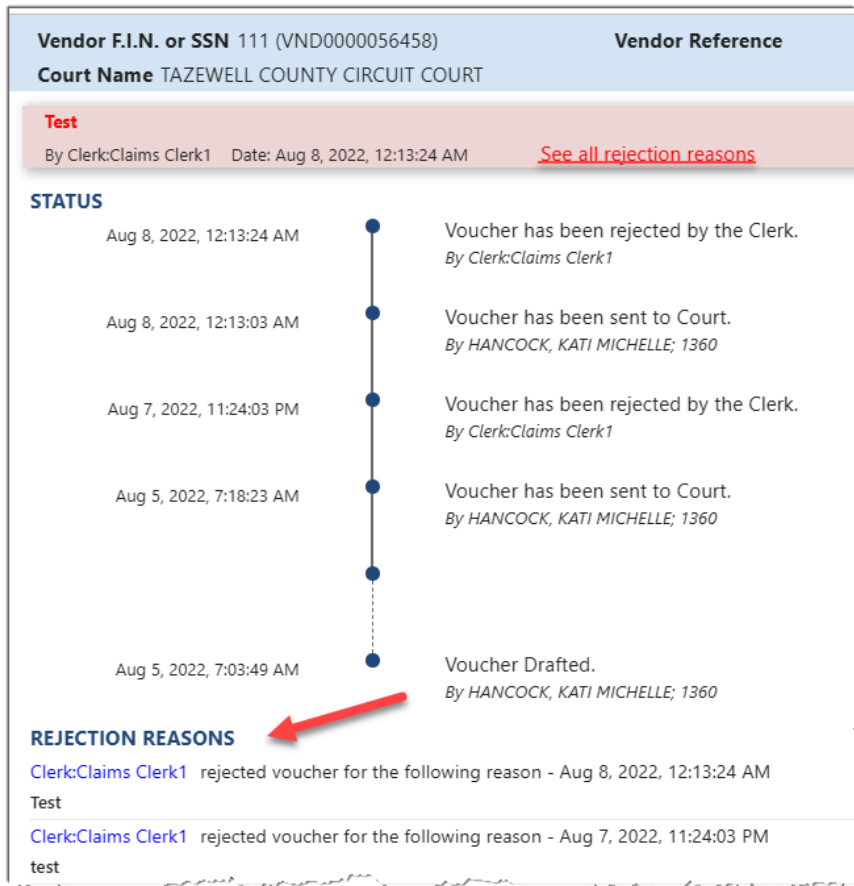 Vendor F.I.N. or SSN 111 (VND0000056458) Vendor Reference
Court Name TAZEWELL COUNTY CIRCUIT COURT
Test
By Clerk:Claims Clerk1 Date: Aug 8, 2022, 12:13:24 AM See all rejection reasons
STATUS
Aug 8, 2022, 12:13:24 AM Voucher has been rejected by the Clerk.
By Clerk:Claims Clerk1
Aug 8, 2022, 12:13:03 AM Voucher has been sent to Court.
By HANCOCK, KATI MICHELLE; 1360
Aug 7, 2022, 11:24:03 PM Voucher has been rejected by the Clerk.
By Clerk:Claims Clerk1
Aug 5, 2022, 7:18:23 AM Voucher has been sent to Court.
By HANCOCK, KATI MICHELLE; 1360
Aug 5, 2022, 7:03:49 AM Voucher Drafted.
By HANCOCK, KATI MICHELLE; 1360
REJECTION REASONS
Clerk:Claims Clerk1 rejected voucher for the following reason - Aug 8, 2022, 12:13:24 AM
Test
Clerk:Claims Clerk1 rejected voucher for the following reason - Aug 7, 2022, 11:24:03 PM
test